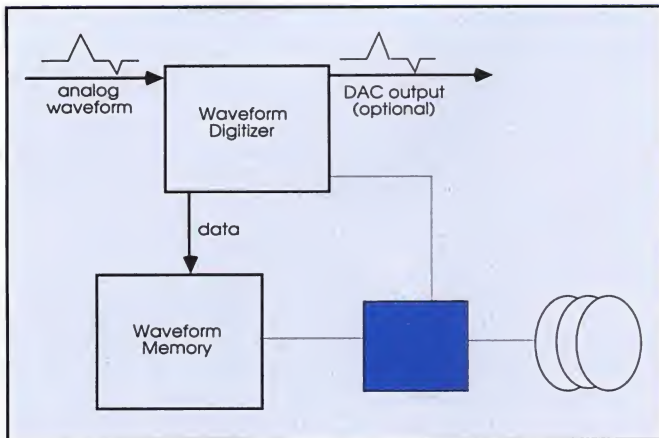 analog
waveform
DAC output
(optional)
Waveform
Digitizer
data
Waveform
Memory